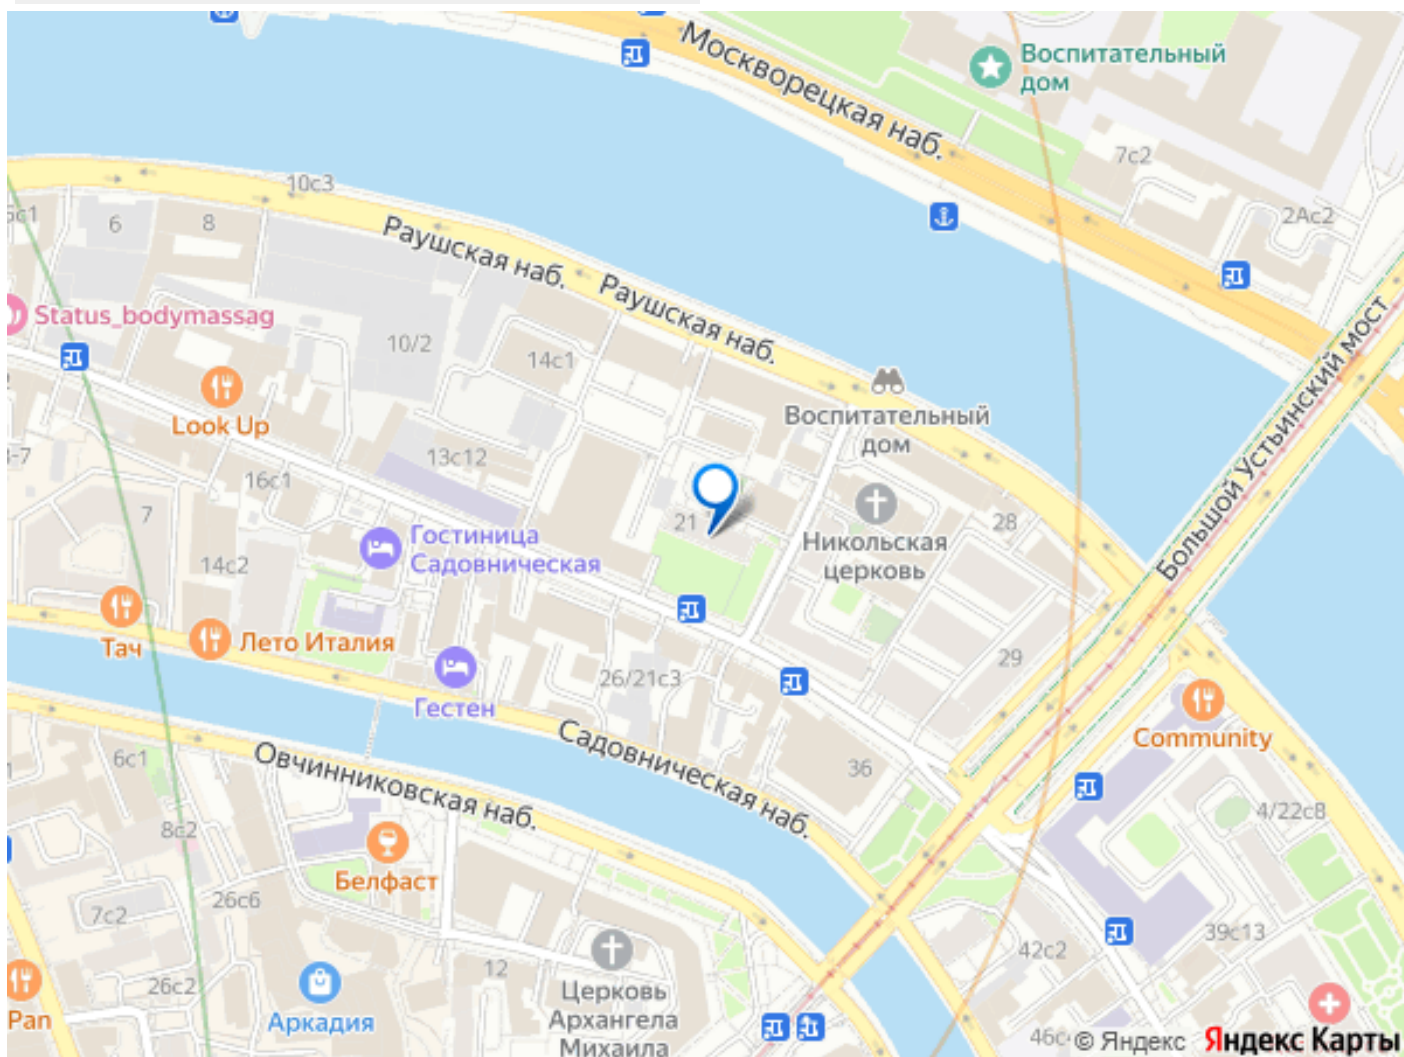 Москворецкая наб.
Воспитательный
дом
7с2
2Ас2
10с3
6
8
Раушская наб.
Раушская наб.
Status_bodymassag
10/2
14с1
Look Up
Воспитательный
дом
Большой Устьинский мост
13с12
16с1
7
21
28
Гостиница
Садовническая
Никольская
церковь
14с2
Тач
Лето Италия
29
26/21с3
Гестен
Садовническая наб.
Community
Овчинниковская наб.
6с1
36
4/22с8
8с2
Белфаст
26с6
7с2
39с13
42с2
12
26с2
Церковь
Архангела
Михаила
Аркадия
Pan
© Яндекс Яндекс Карты